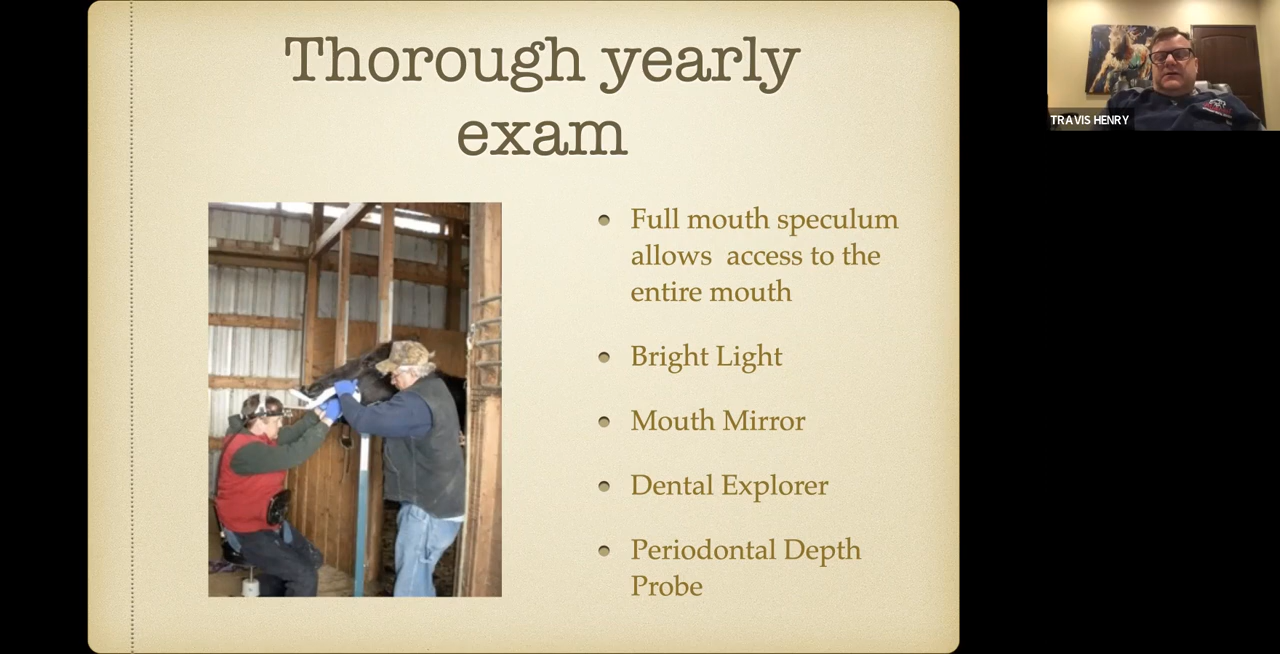 Thorough yearly
exam
Full mouth speculum
allows access to the
entire mouth
Bright Light
Mouth Mirror
Dental Explorer
Periodontal Depth
Probe
TRAVIS HENRY